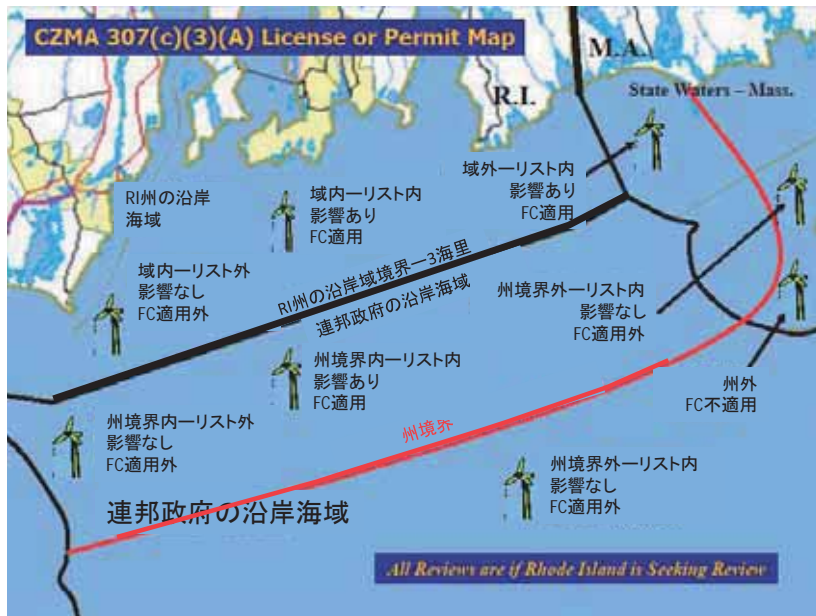 CZMA 307(c)(3)(A) License or Permit Map
M.A.
R.I.
State Waters – Mass.
RI州の沿岸
海域
域内ーリスト内
影響あり
FC適用
域外ーリスト内
影響あり
FC適用
域内ーリスト外
影響なし
FC適用外
RI州の沿岸域境界ー3海里
連邦政府の沿岸海域
州境界外ーリスト内
影響なし
FC適用外
州境界内ーリスト内
影響あり
FC適用
州外
FC不適用
州境界内ーリスト外
影響なし
FC適用外
州境界
州境界外ーリスト内
影響なし
FC適用外
連邦政府の沿岸海域
All Reviews are if Rhode Island is Seeking Review